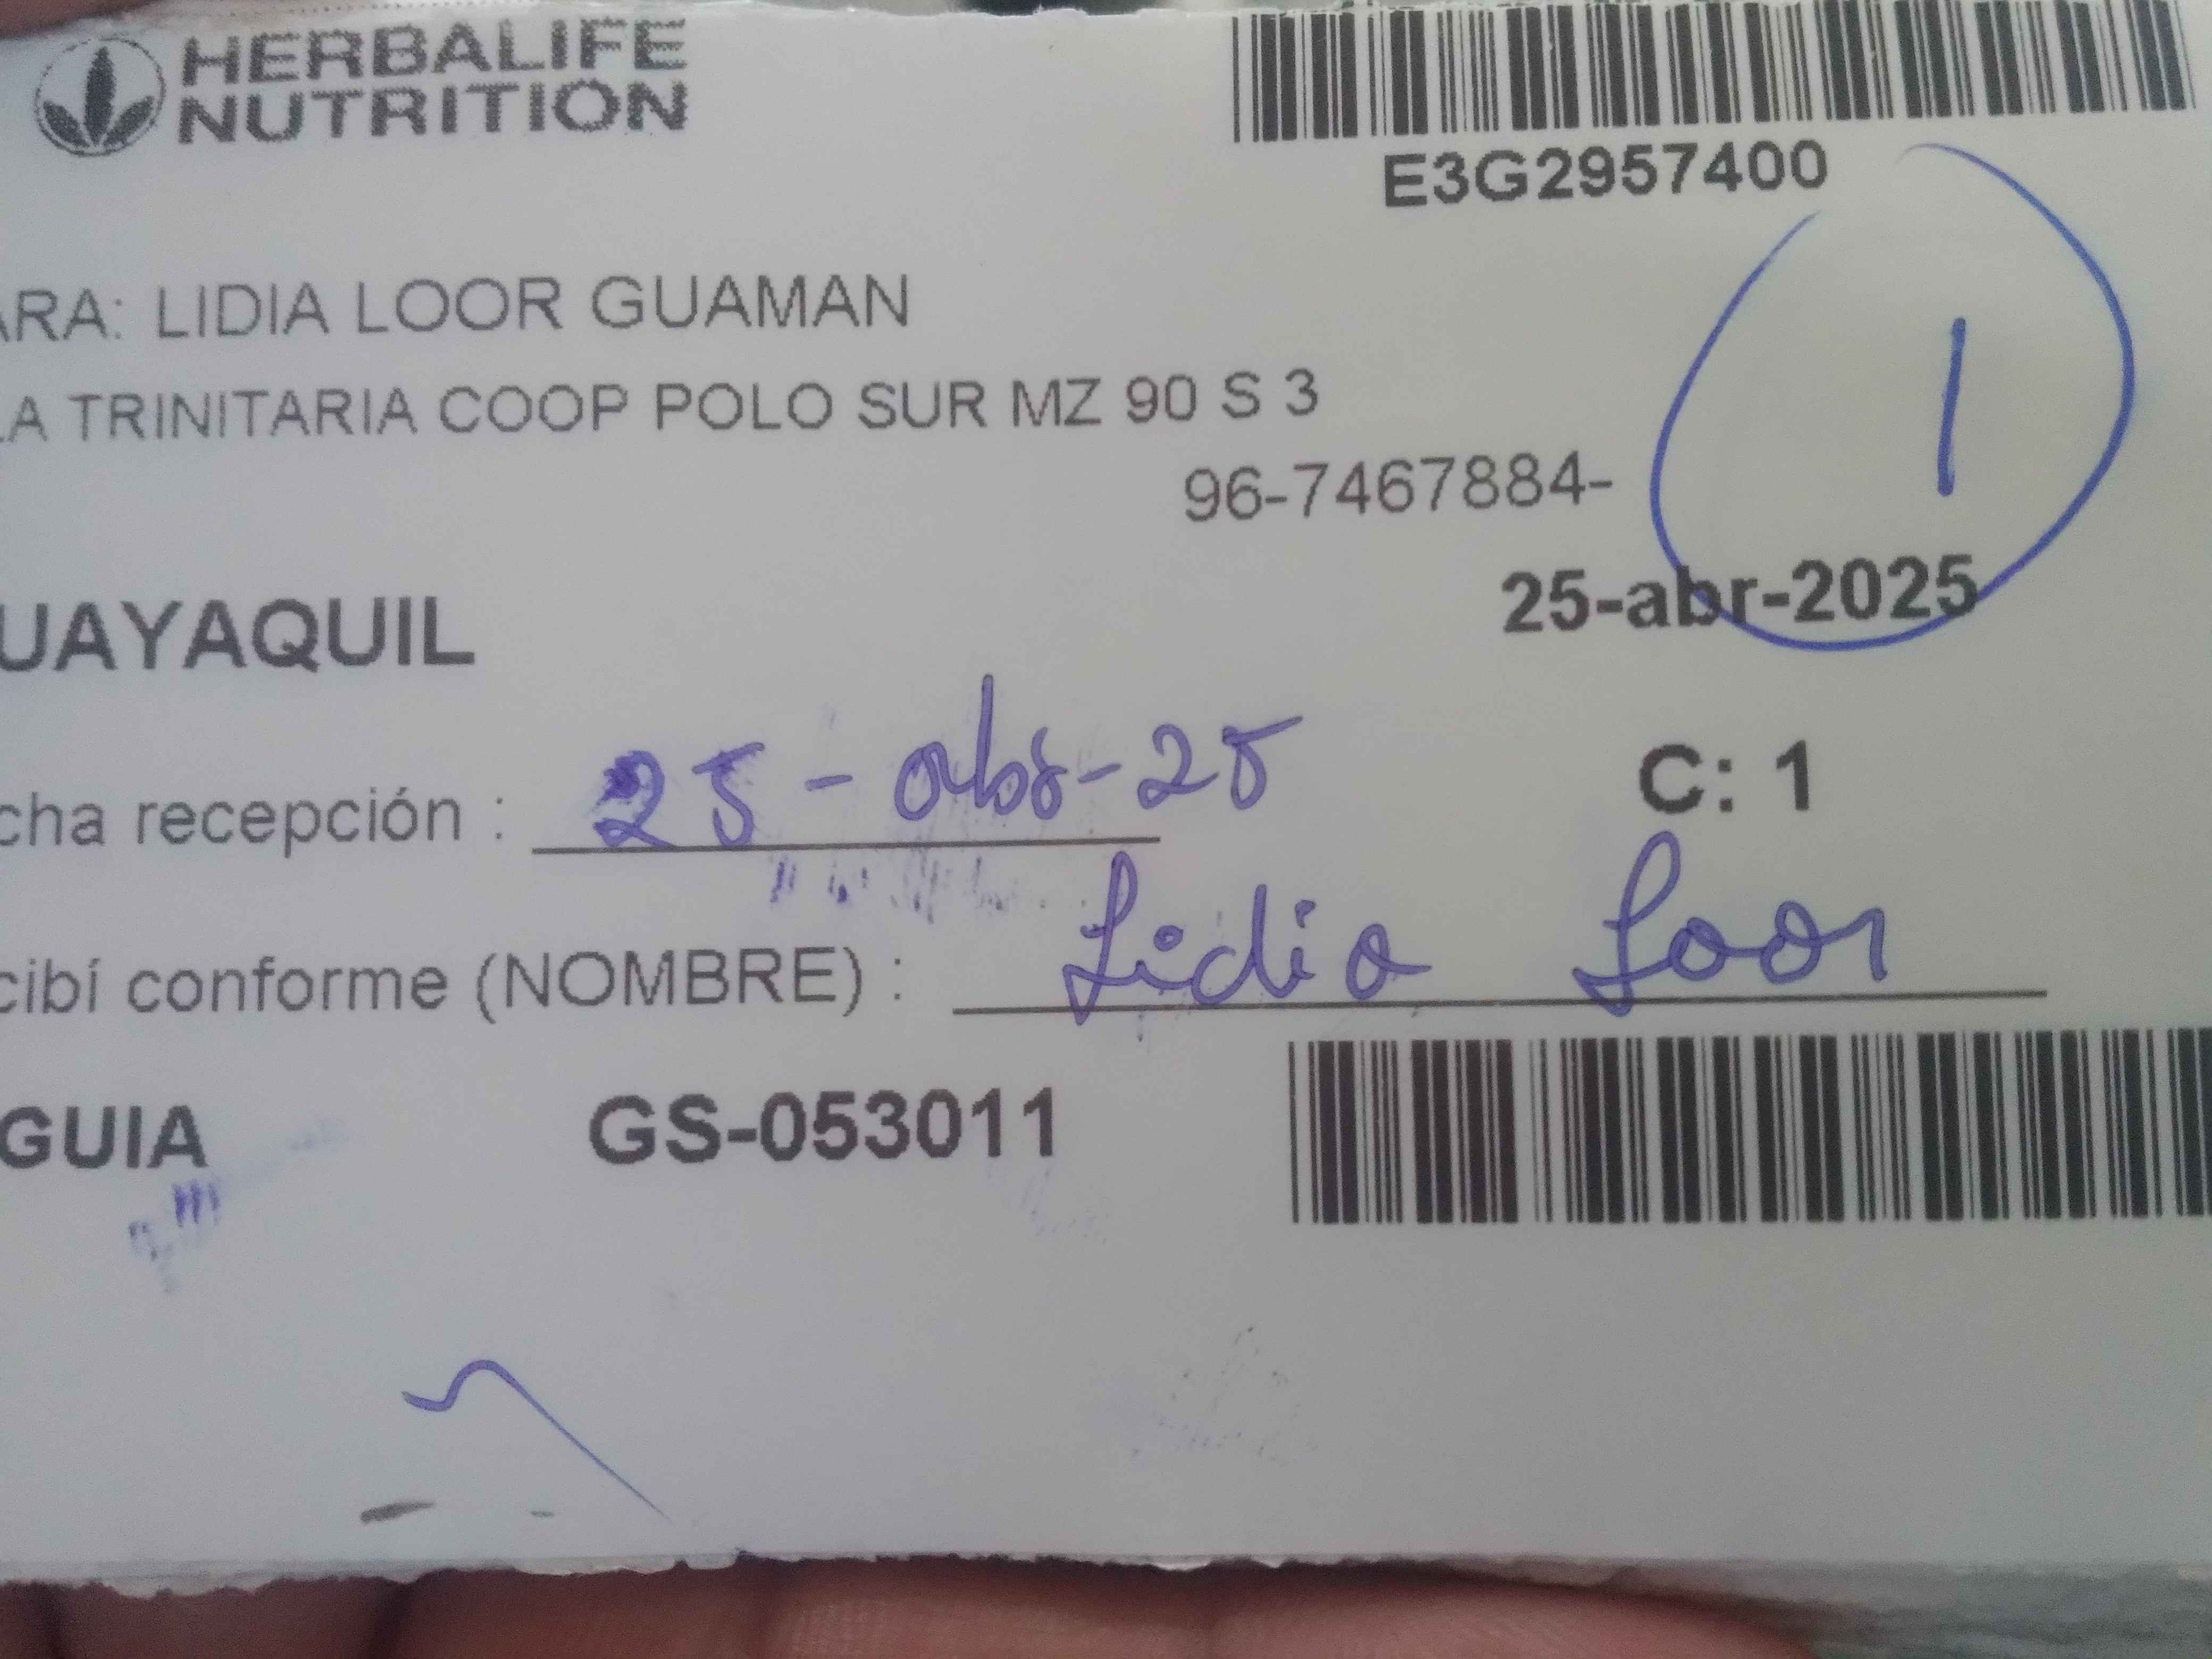 HERBALIFE
NUTRITION
E3G2957400
ARA: LIDIA LOOR GUAMAN
LA TRINITARIA COOP POLO SUR MZ 90 S 3
96-7467884-
1
25-abr-2025
UAYAQUIL
cha recepción : 25-abr-25
C: 1
cibí conforme (NOMBRE) : Lidia Loor
GUIA GS-053011